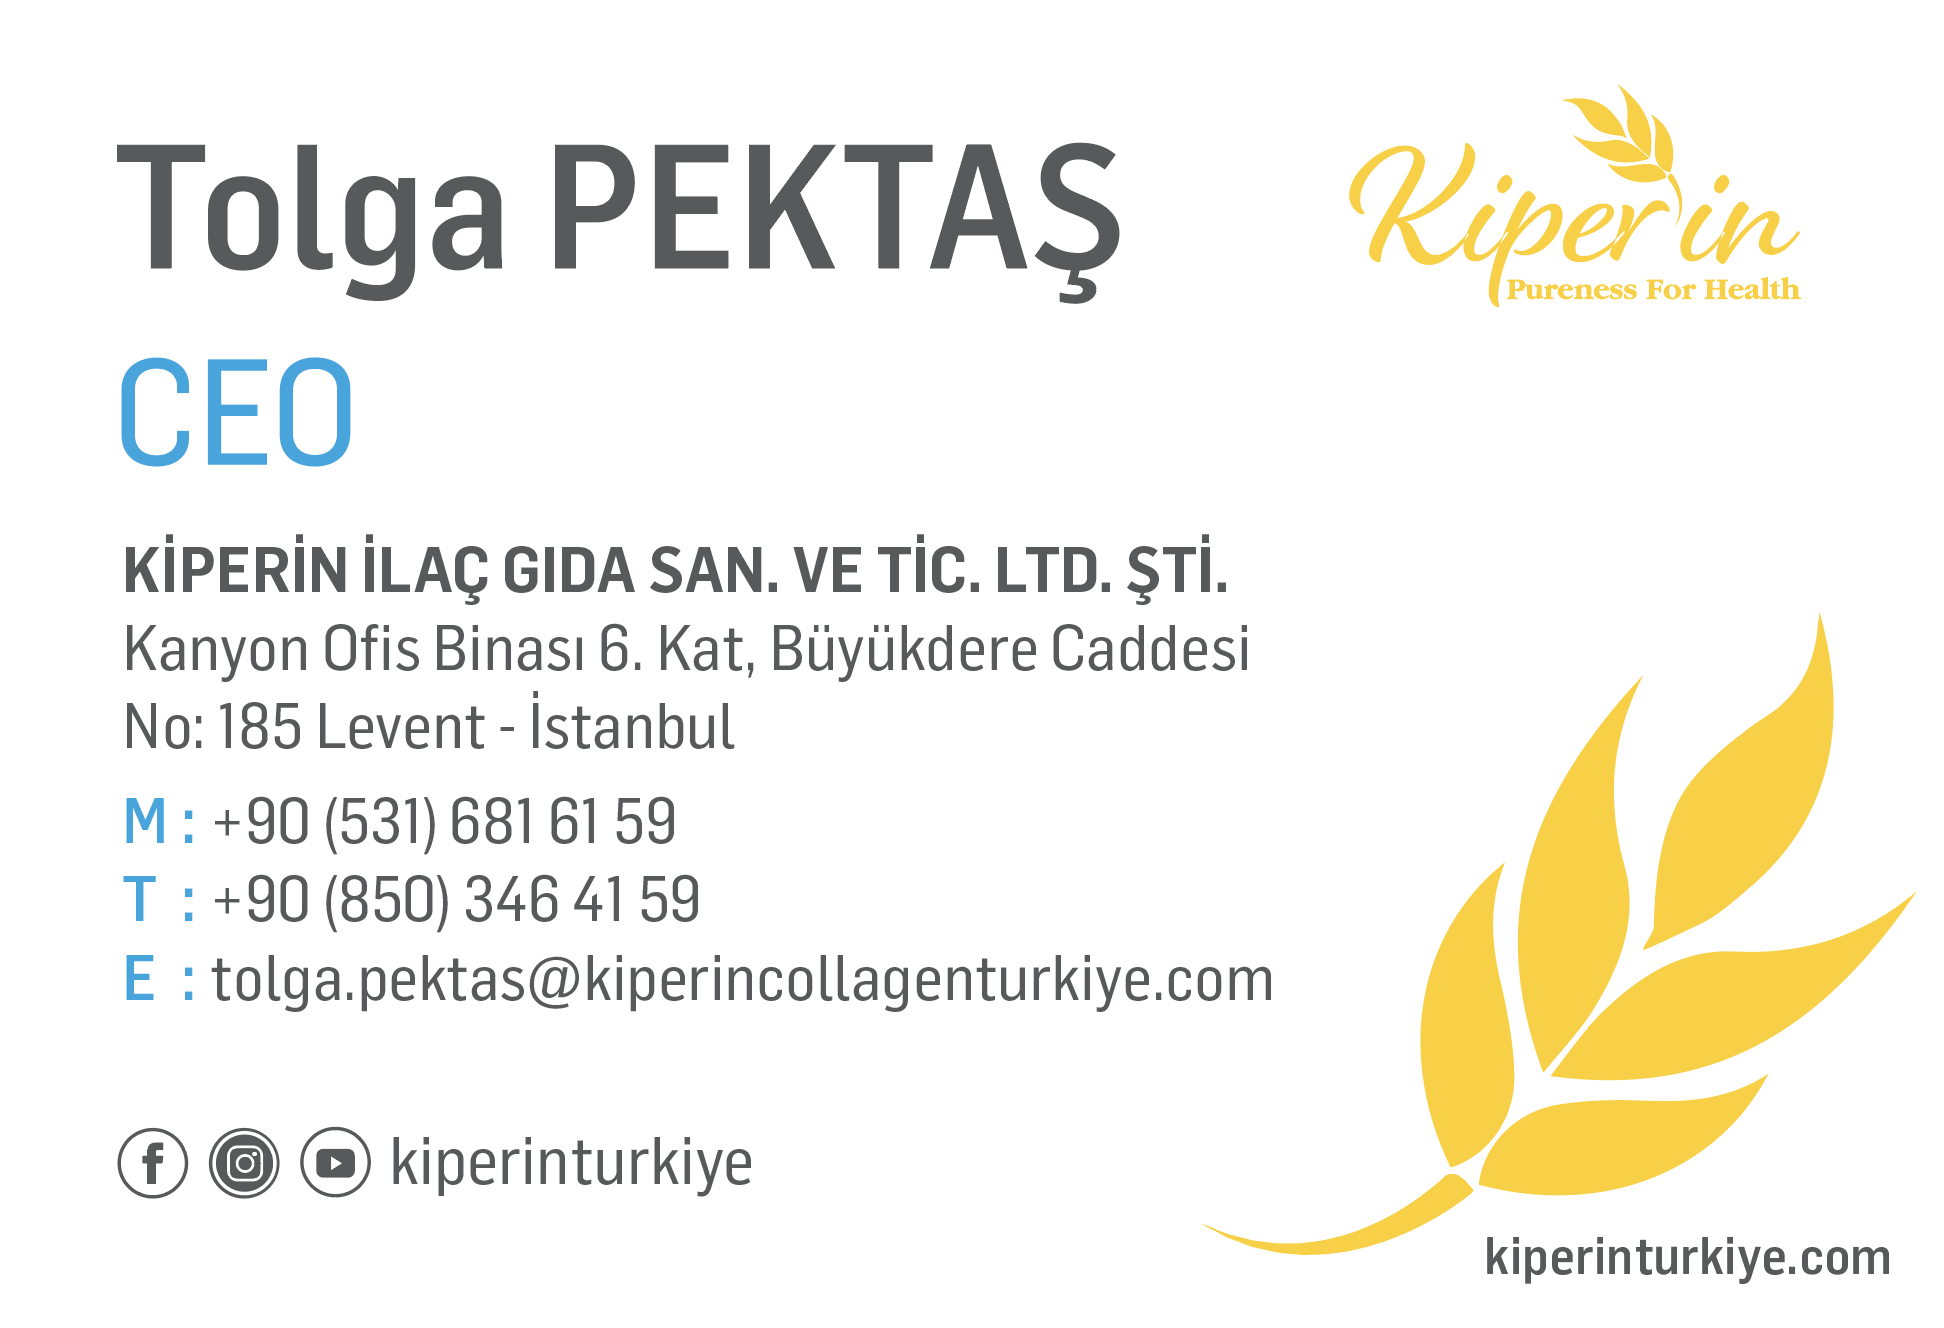 Tolga PEKTAŞ
Kiperin
Pureness For Health
CEO
KİPERİN İLAÇ GIDA SAN. VE TİC. LTD. ŞTİ.
Kanyon Ofis Binası 6. Kat, Büyükdere Caddesi
No: 185 Levent - İstanbul
M : +90 (531) 681 61 59
T : +90 (850) 346 41 59
E : tolga.pektas@kiperincollagenturkiye.com
kiperinturkiye
kiperinturkiye.com